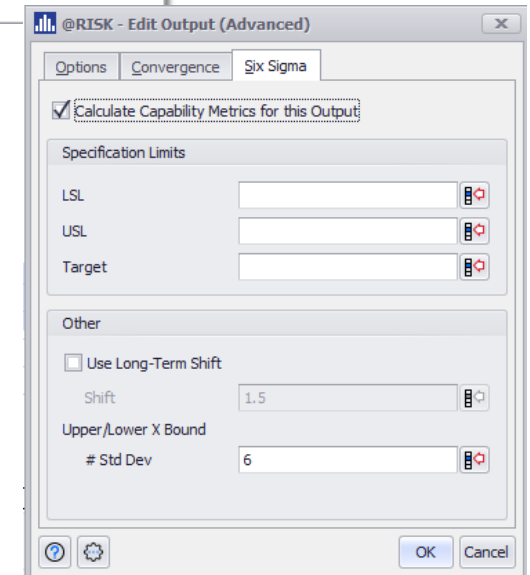 @RISK - Edit Output (Advanced)
Options Convergence Six Sigma
Calculate Capability Metrics for this Output
Specification Limits
LSL
USL
Target
Other
Use Long-Term Shift
Shift 1.5
Upper/Lower X Bound
# Std Dev 6
OK Cancel